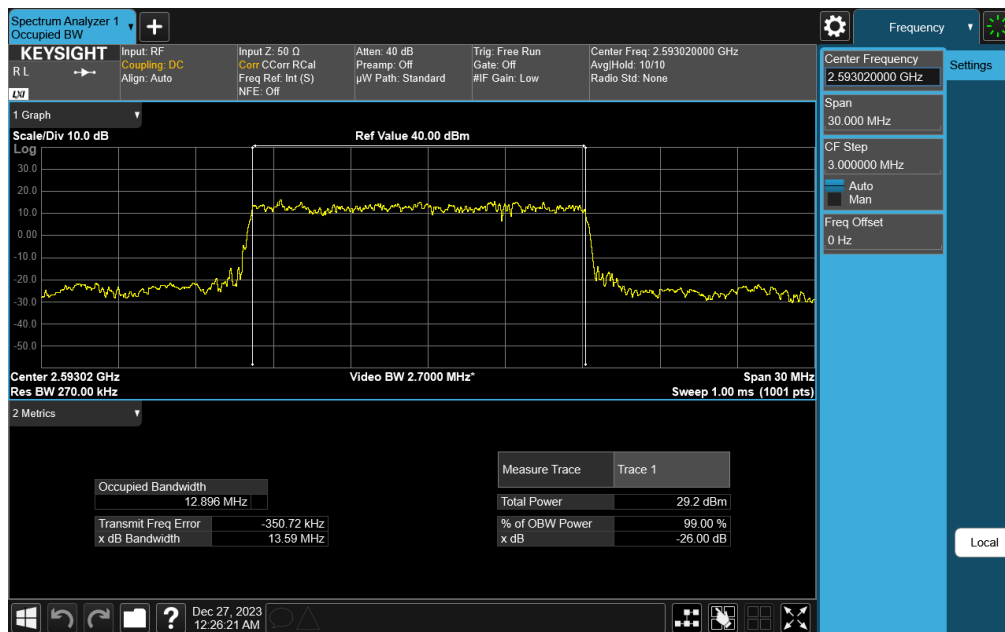 Spectrum Analyzer 1
Occupied BW
Frequency
KEYSIGHT
R L
LXI
Input: RF
Coupling: DC
Align: Auto
Input Z: 50 Ω
Corr CCorr RCal
Freq Ref: Int (S)
NFE: Off
Atten: 40 dB
Preamp: Off
µW Path: Standard
Trig: Free Run
Gate: Off
#IF Gain: Low
Center Freq: 2.593020000 GHz
Avg|Hold: 10/10
Radio Std: None
Center Frequency
2.593020000 GHz
Settings
Span
30.000 MHz
CF Step
3.000000 MHz
Auto
Man
Freq Offset
0 Hz
Local
1 Graph
Scale/Div 10.0 dB
Ref Value 40.00 dBm
Log
30.0
20.0
10.0
0.00
-10.0
-20.0
-30.0
-40.0
-50.0
Center 2.59302 GHz
Video BW 2.7000 MHz*
Span 30 MHz
Res BW 270.00 kHz
Sweep 1.00 ms (1001 pts)
2 Metrics
Occupied Bandwidth
12.896 MHz
Transmit Freq Error -350.72 kHz
x dB Bandwidth 13.59 MHz
Measure Trace Trace 1
Total Power 29.2 dBm
% of OBW Power 99.00 %
x dB -26.00 dB
?
Dec 27, 2023
12:26:21 AM